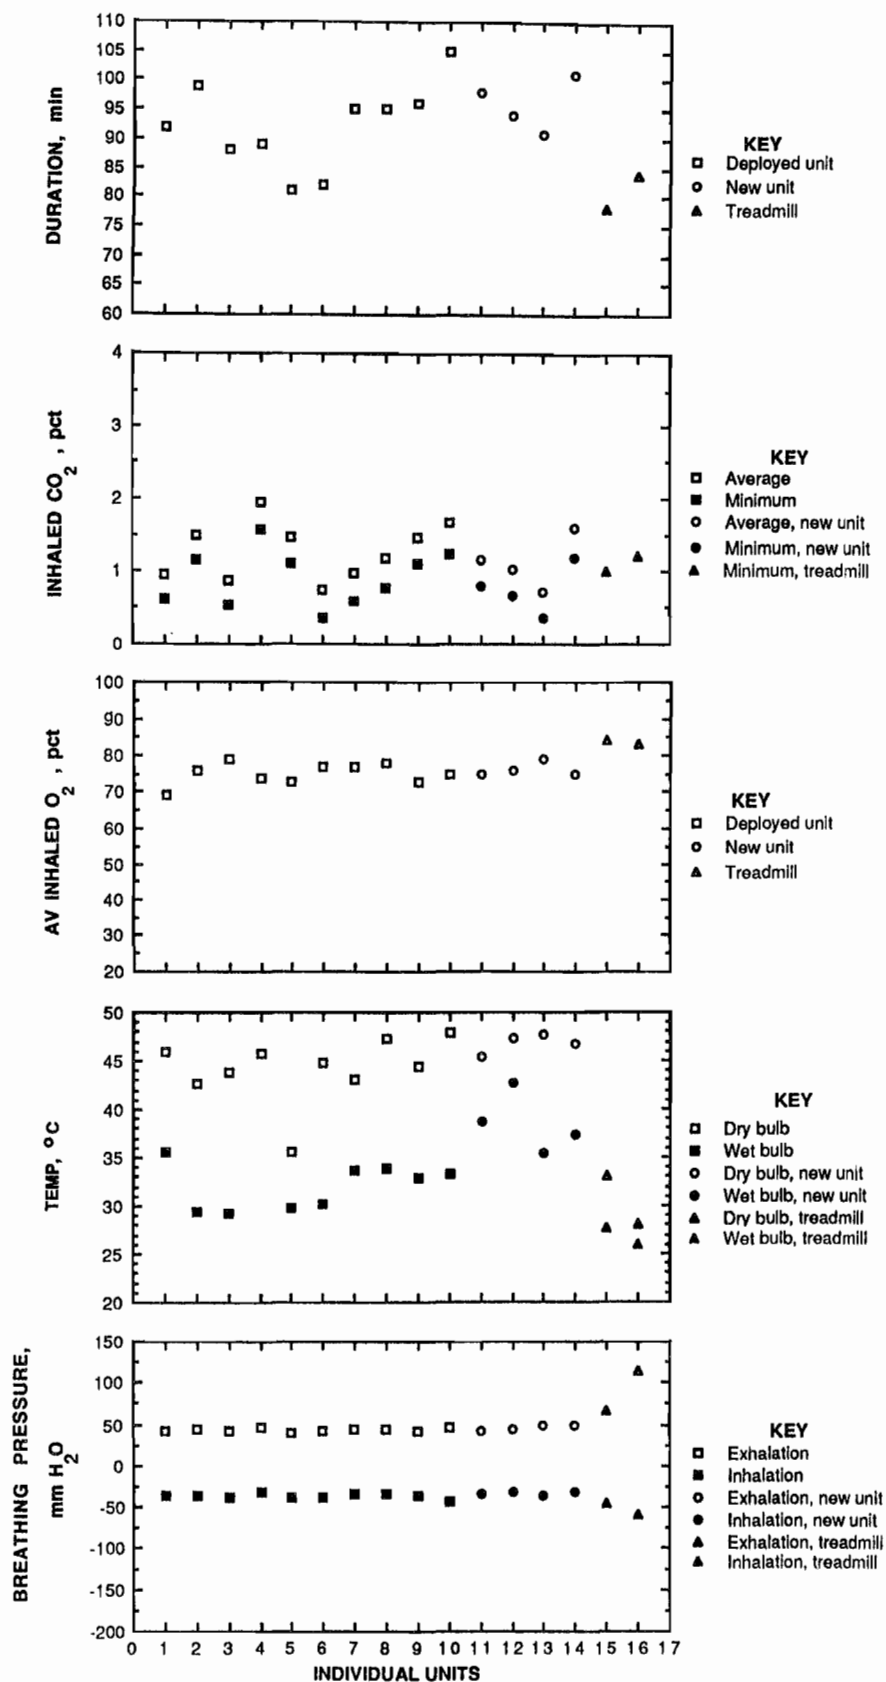 110
105
100
95
90
85
80
75
70
65
60
DURATION, min
KEY
Deployed unit
New unit
Treadmill
4
3
2
1
0
INHALED CO2, pct
KEY
Average
Minimum
Average, new unit
Minimum, new unit
Minimum, treadmill
100
90
80
70
60
50
40
30
20
AV INHALED O2, pct
KEY
Deployed unit
New unit
Treadmill
50
45
40
35
30
25
20
TEMP, °C
KEY
Dry bulb
Wet bulb
Dry bulb, new unit
Wet bulb, new unit
Dry bulb, treadmill
Wet bulb, treadmill
150
100
50
0
-50
-100
-150
-200
BREATHING PRESSURE,
mm H2O
KEY
Exhalation
Inhalation
Exhalation, new unit
Inhalation, new unit
Exhalation, treadmill
Inhalation, treadmill
0 1 2 3 4 5 6 7 8 9 10 11 12 13 14 15 16 17
INDIVIDUAL UNITS